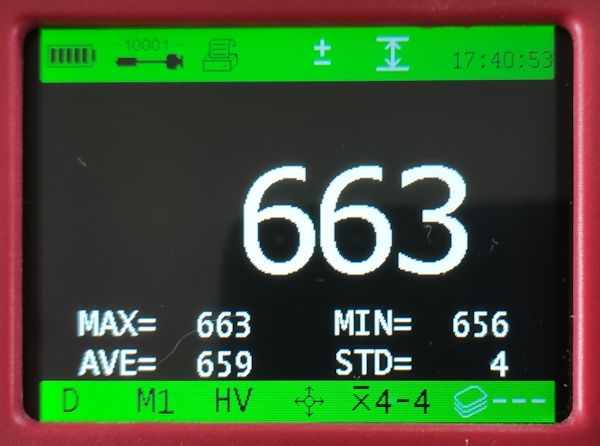 -10001- ± 17:40:53
663
MAX= 663 MIN= 656
AVE= 659 STD= 4
D M1 HV x̅4-4 ---